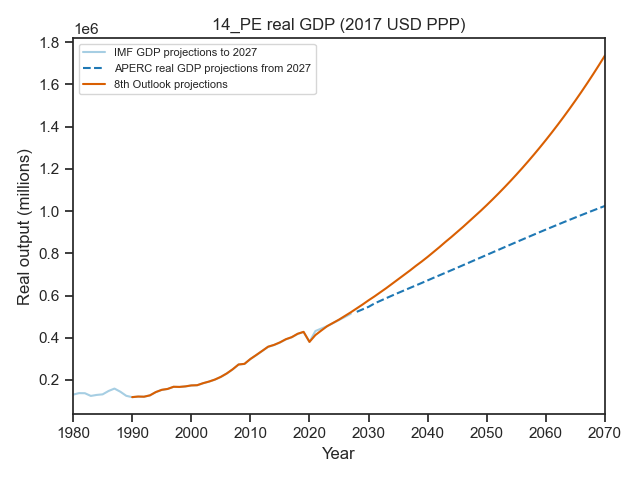 14_PE real GDP (2017 USD PPP)
1e6
IMF GDP projections to 2027
APERC real GDP projections from 2027
8th Outlook projections
Real output (millions)
1.8
1.6
1.4
1.2
1.0
0.8
0.6
0.4
0.2
1980 1990 2000 2010 2020 2030 2040 2050 2060 2070
Year